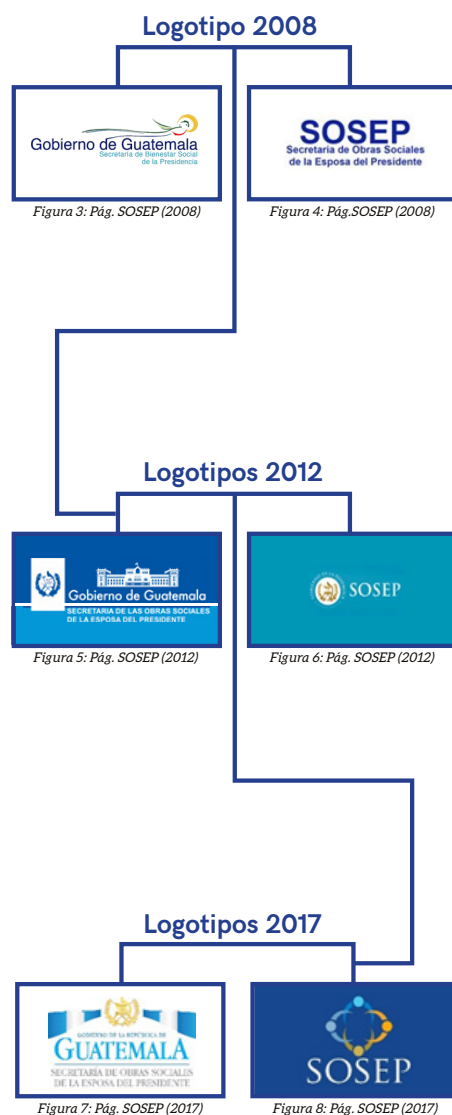 Logotipo 2008
Gobierno de Guatemala
Secretaria de Bienestar Social
de la Presidencia
SOSEP
Secretaria de Obras Sociales
de la Esposa del Presidente
Figura 3: Pág. SOSEP (2008)
Figura 4: Pág.SOSEP (2008)
Logotipos 2012
Gobierno de Guatemala
SECRETARIA DE LAS OBRAS SOCIALES
DE LA ESPOSA DEL PRESIDENTE
SOSEP
Figura 5: Pág. SOSEP (2012)
Figura 6: Pág. SOSEP (2012)
Logotipos 2017
GOBIERNO DE LA REPÚBLICA DE
GUATEMALA
SECRETARÍA DE OBRAS SOCIALES
DE LA ESPOSA DEL PRESIDENTE
SOSEP
Figura 7: Pág. SOSEP (2017)
Figura 8: Pág. SOSEP (2017)